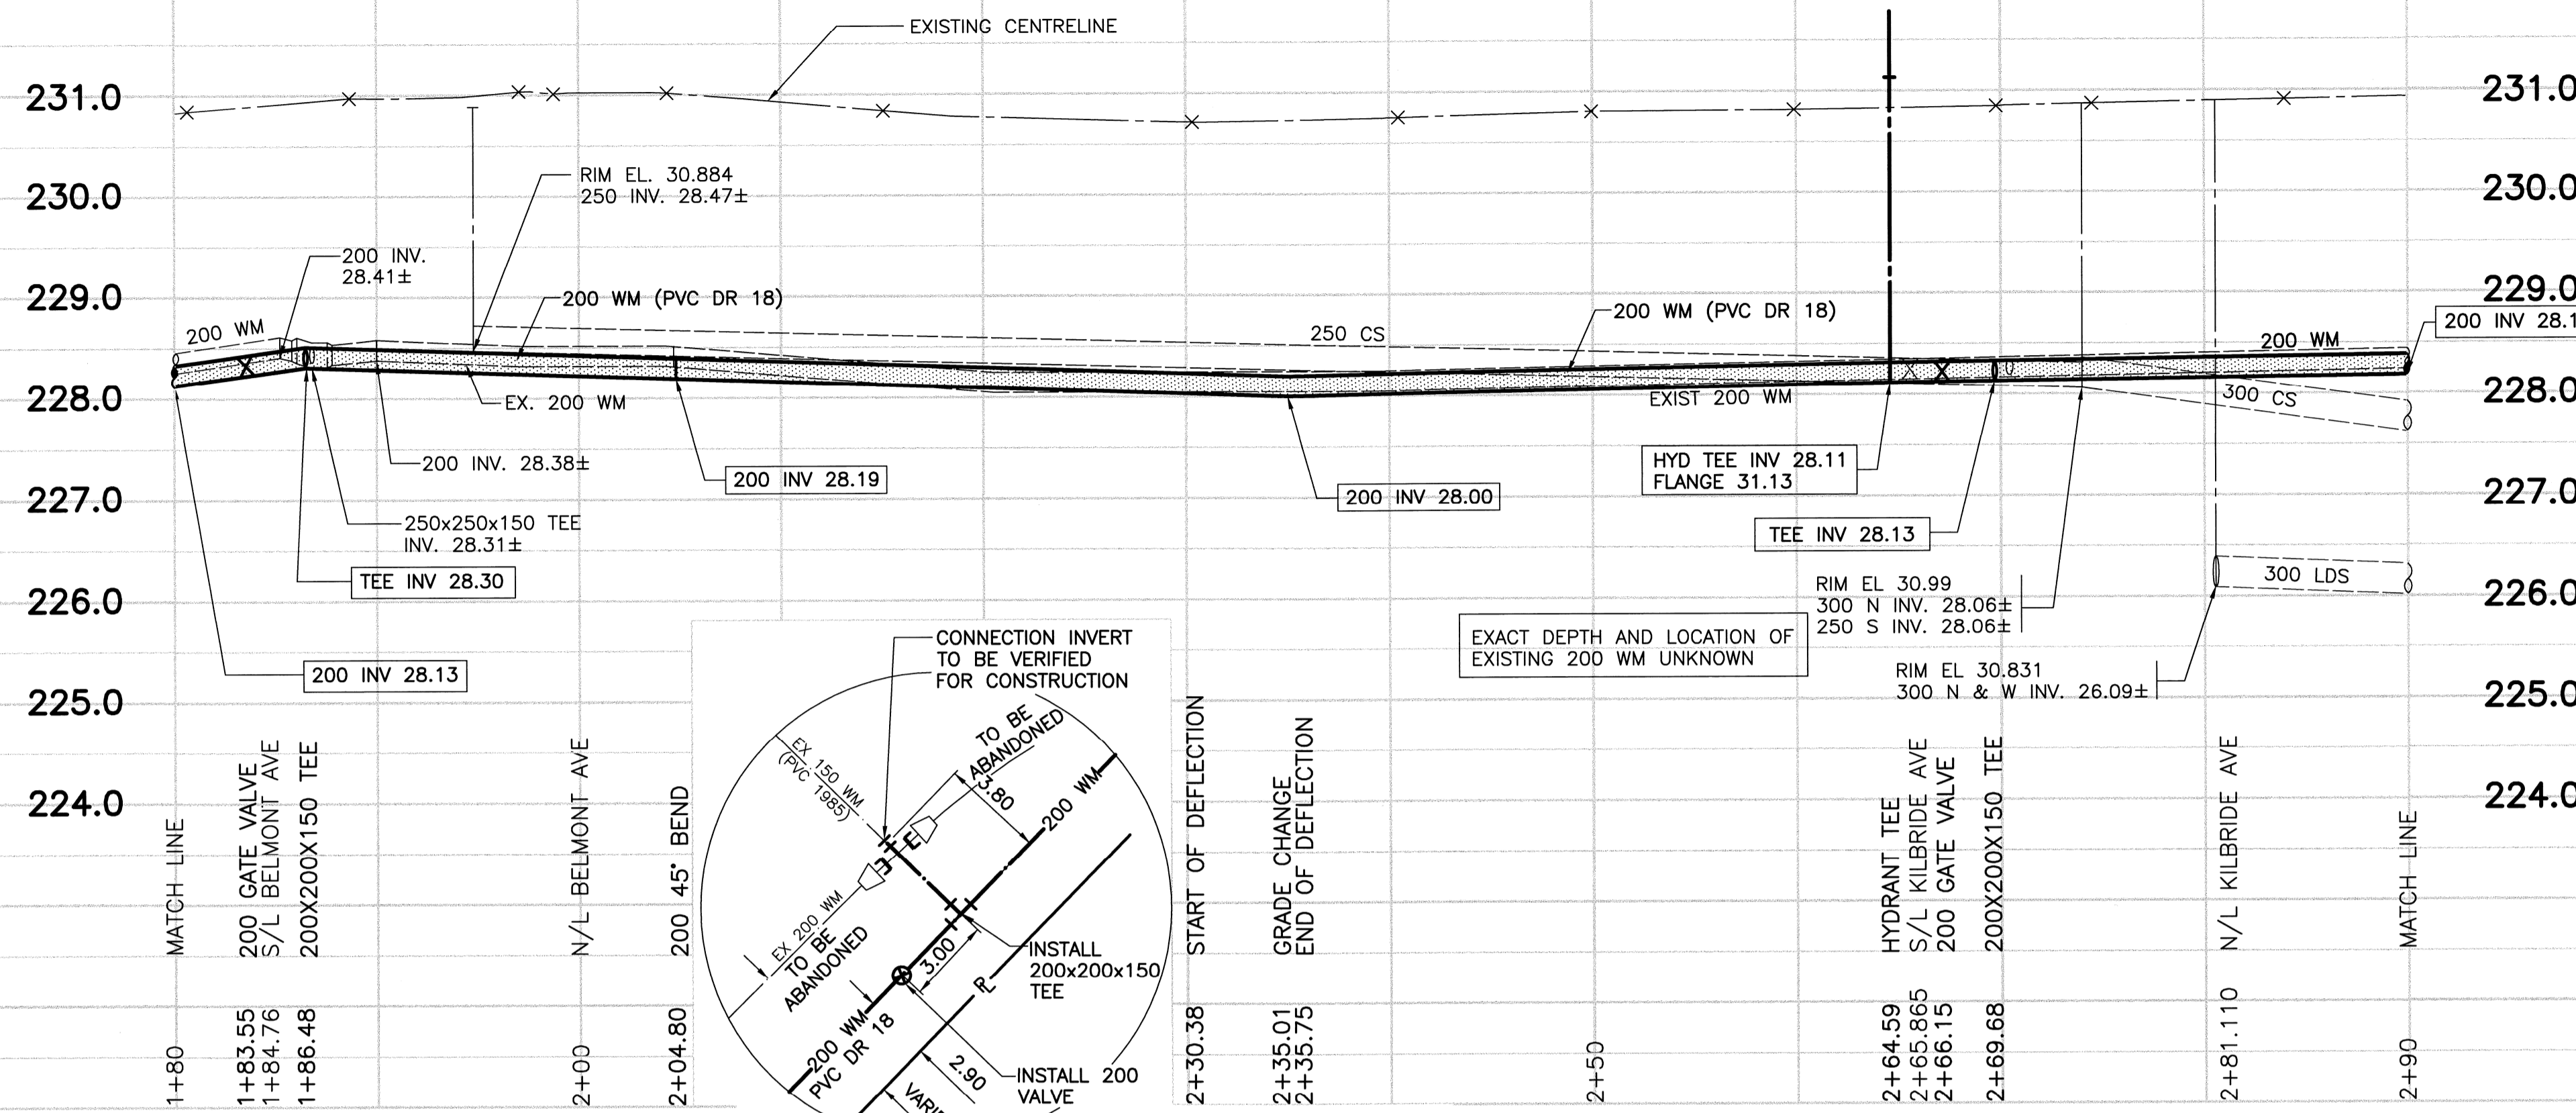 EXISTING CENTRELINE
231.0
231.0
RIM EL. 30.884
250 INV. 28.47±
230.0
230.0
200 INV.
28.41±
229.0
200 WM (PVC DR 18)
200 WM (PVC DR 18)
229.0
200 WM
250 CS
200 WM
200 INV 28.1
228.0
EX. 200 WM
EXIST 200 WM
300 CS
228.0
200 INV. 28.38±
200 INV 28.19
HYD TEE INV 28.11
FLANGE 31.13
227.0
200 INV 28.00
227.0
250x250x150 TEE
INV. 28.31±
TEE INV 28.13
TEE INV 28.30
300 LDS
226.0
RIM EL 30.99
300 N INV. 28.06±
250 S INV. 28.06±
226.0
CONNECTION INVERT
TO BE VERIFIED
FOR CONSTRUCTION
EXACT DEPTH AND LOCATION OF
EXISTING 200 WM UNKNOWN
200 INV 28.13
RIM EL 30.831
300 N & W INV. 26.09±
225.0
225.0
224.0
224.0
EX 150 WM
(PVC 1985)
TO BE
ABANDONED
3.80
200 WM
EX 200 WM
TO BE
ABANDONED
3.00
INSTALL
200x200x150
TEE
PL
200 WM
PVC DR 18
2.90
INSTALL 200
VALVE
MATCH LINE
200 GATE VALVE
S/L BELMONT AVE
200X200X150 TEE
N/L BELMONT AVE
200 45° BEND
START OF DEFLECTION
GRADE CHANGE
END OF DEFLECTION
HYDRANT TEE
S/L KILBRIDE AVE
200 GATE VALVE
200X200X150 TEE
N/L KILBRIDE AVE
MATCH LINE
1+80
1+83.55
1+84.76
1+86.48
2+00
2+04.80
2+30.38
2+35.01
2+35.75
2+50
2+64.59
2+65.865
2+66.15
2+69.68
2+81.110
2+90